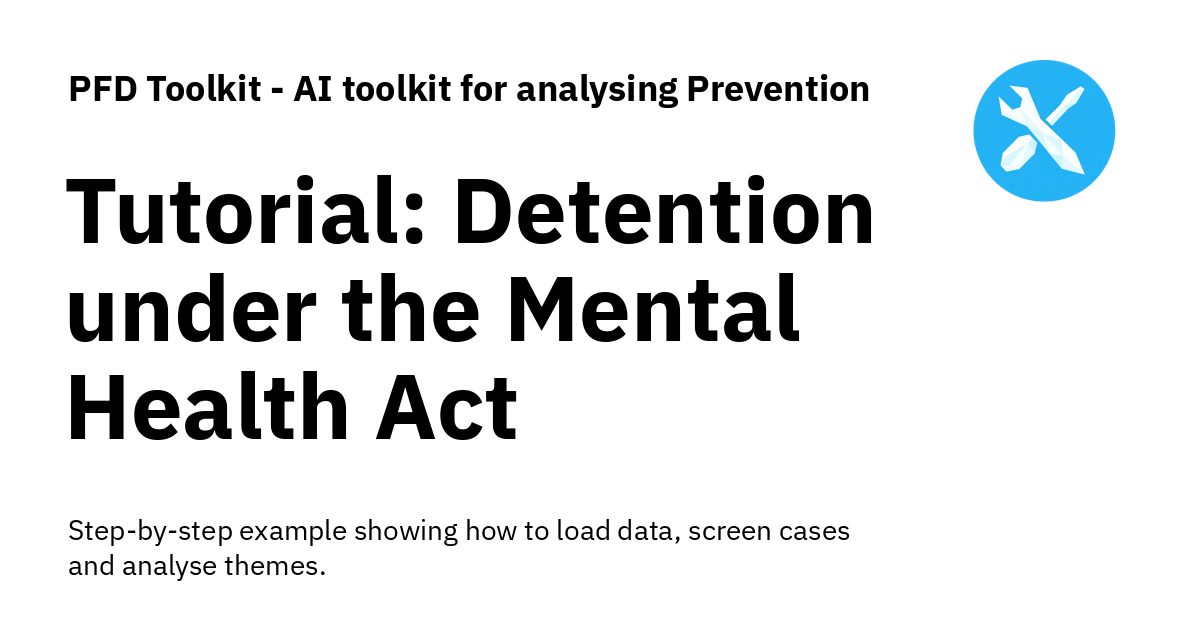 PFD Toolkit - AI toolkit for analysing Prevention
Tutorial: Detention
under the Mental
Health Act
Step-by-step example showing how to load data, screen cases
and analyse themes.